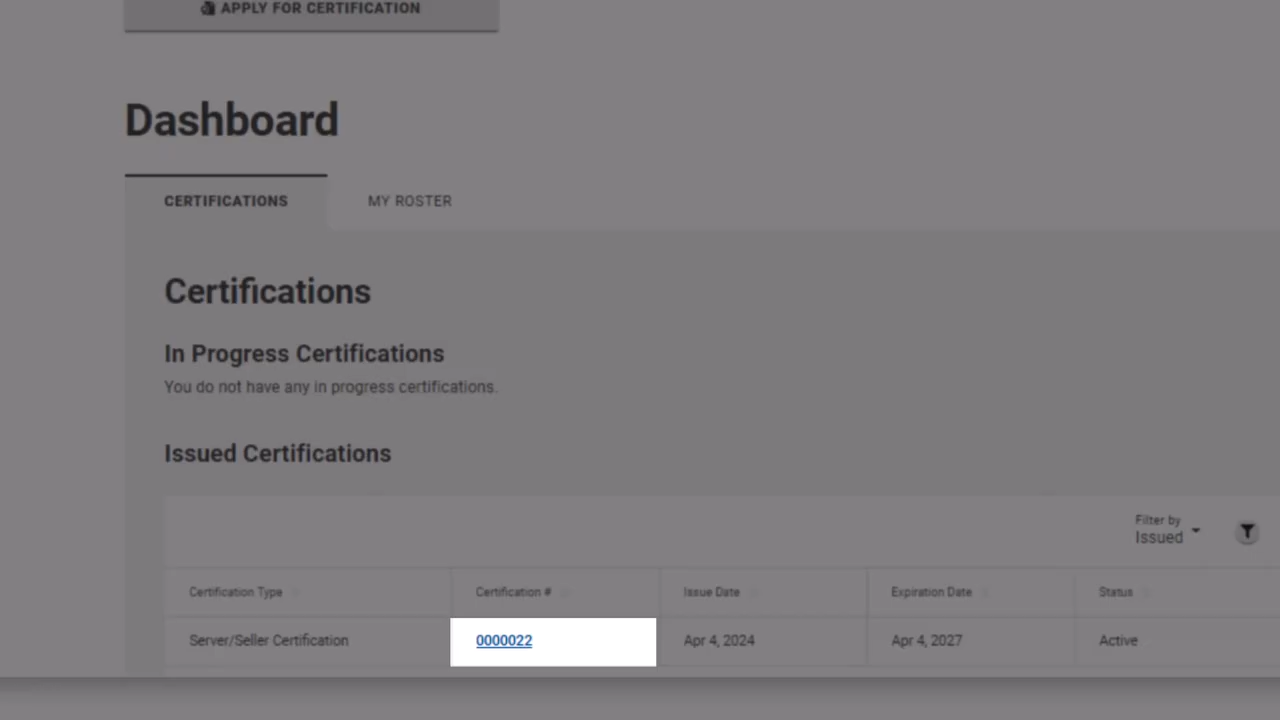 APPLY FOR CERTIFICATION
Dashboard
CERTIFICATIONS MY ROSTER
Certifications
In Progress Certifications
You do not have any in progress certifications.
Issued Certifications
Filter by
Issued
Certification Type Certification # Issue Date Expiration Date Status
Server/Seller Certification 0000022 Apr 4, 2024 Apr 4, 2027 Active